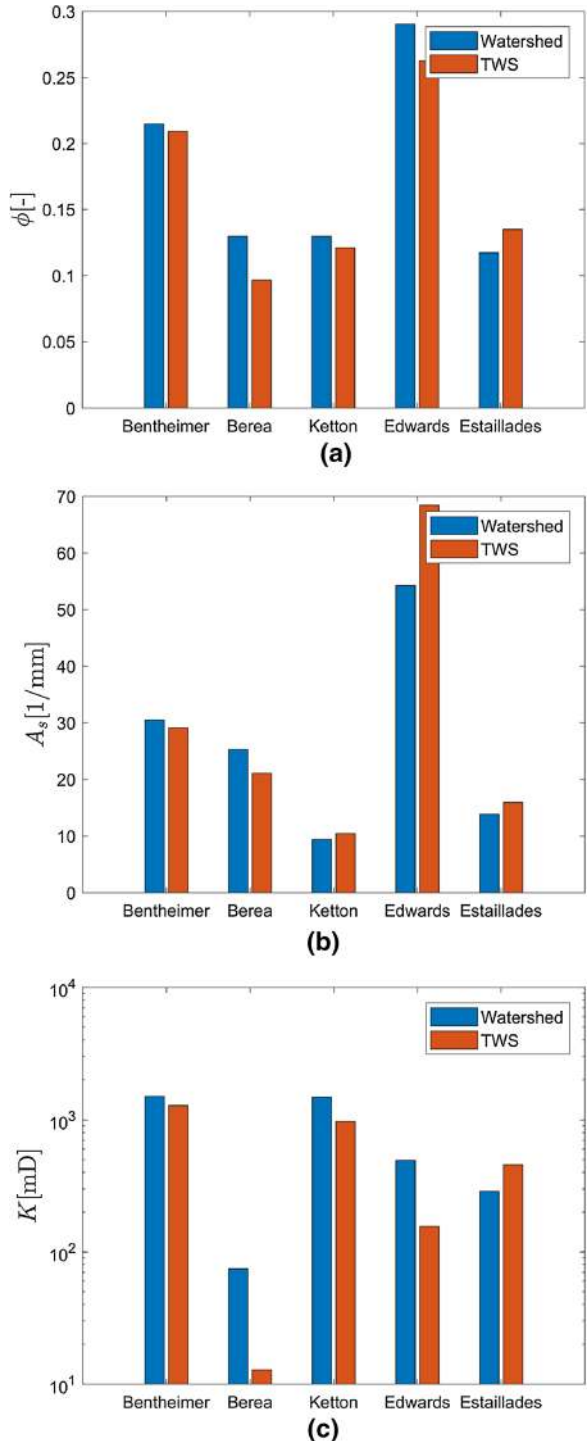 0.3
0.25
0.2
0.15
0.1
0.05
0
ϕ[-]
Watershed
TWS
Bentheimer Berea Ketton Edwards Estaillades
(a)
70
60
50
40
30
20
10
0
A_s[1/mm]
Watershed
TWS
Bentheimer Berea Ketton Edwards Estaillades
(b)
10^4
10^3
10^2
10^1
K[mD]
Watershed
TWS
Bentheimer Berea Ketton Edwards Estaillades
(c)